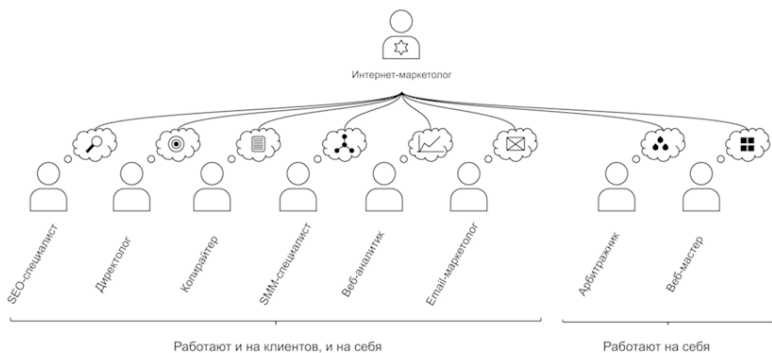 Интернет-маркетолог
SEO-специалист
Директолог
Копирайтер
SMM-специалист
Веб-аналитик
Email-маркетолог
Арбитражник
Веб-мастер
Работают и на клиентов, и на себя
Работают на себя